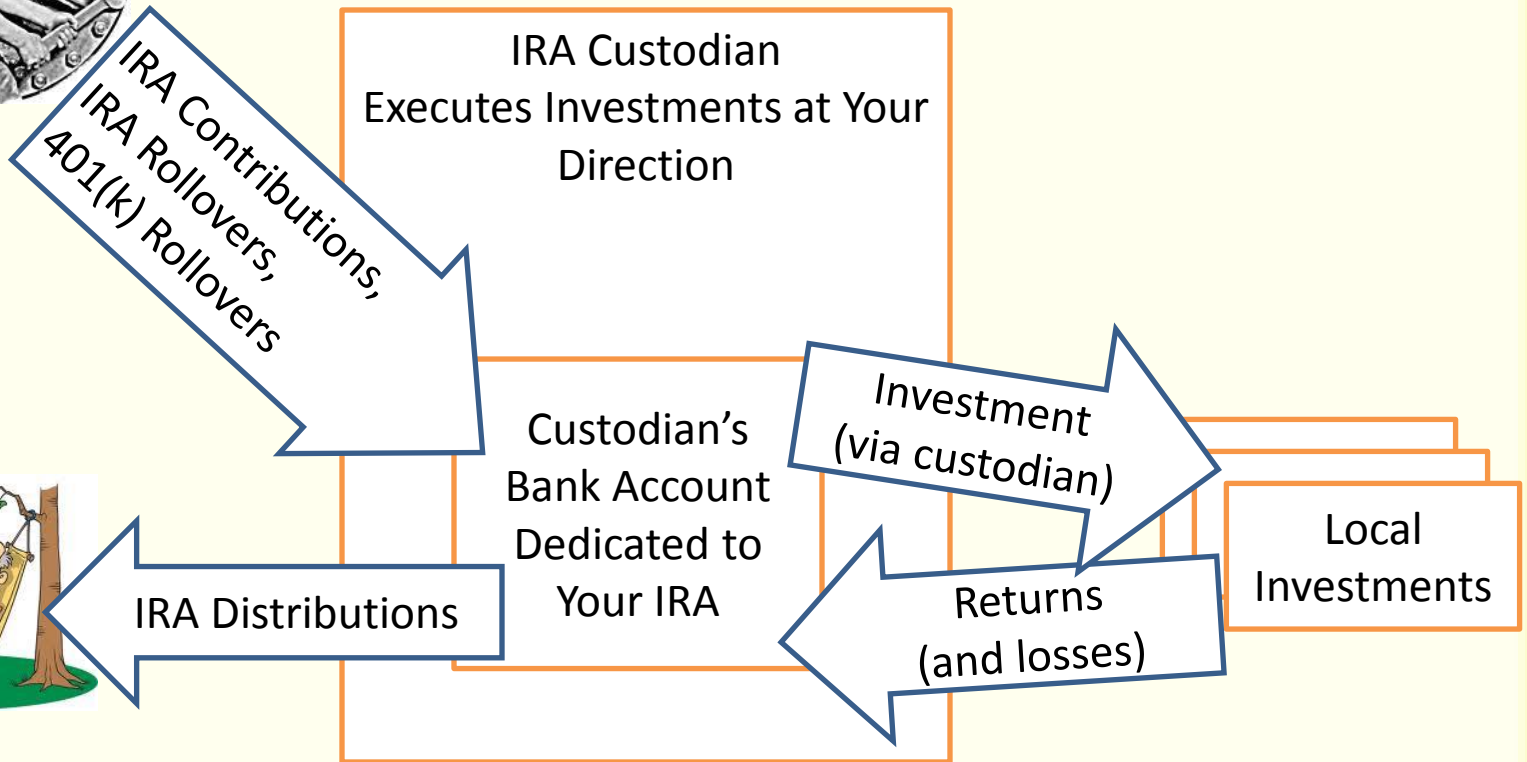 IRA Custodian
Executes Investments at Your
Direction
IRA Contributions,
IRA Rollovers,
401(k) Rollovers
Custodian’s
Bank Account
Dedicated to
Your IRA
Investment
(via custodian)
Local
Investments
Returns
(and losses)
IRA Distributions